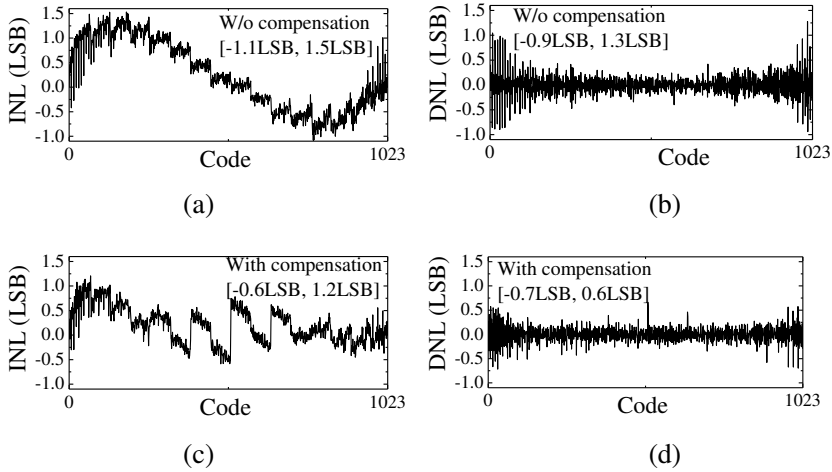 INL (LSB)
1.5
1.0
0.5
0.0
-0.5
-1.0
W/o compensation
[-1.1LSB, 1.5LSB]
0
Code
1023
(a)
DNL (LSB)
1.5
1.0
0.5
0.0
-0.5
-1.0
W/o compensation
[-0.9LSB, 1.3LSB]
0
Code
1023
(b)
INL (LSB)
1.5
1.0
0.5
0.0
-0.5
-1.0
With compensation
[-0.6LSB, 1.2LSB]
0
Code
1023
(c)
DNL (LSB)
1.5
1.0
0.5
0.0
-0.5
-1.0
With compensation
[-0.7LSB, 0.6LSB]
0
Code
1023
(d)